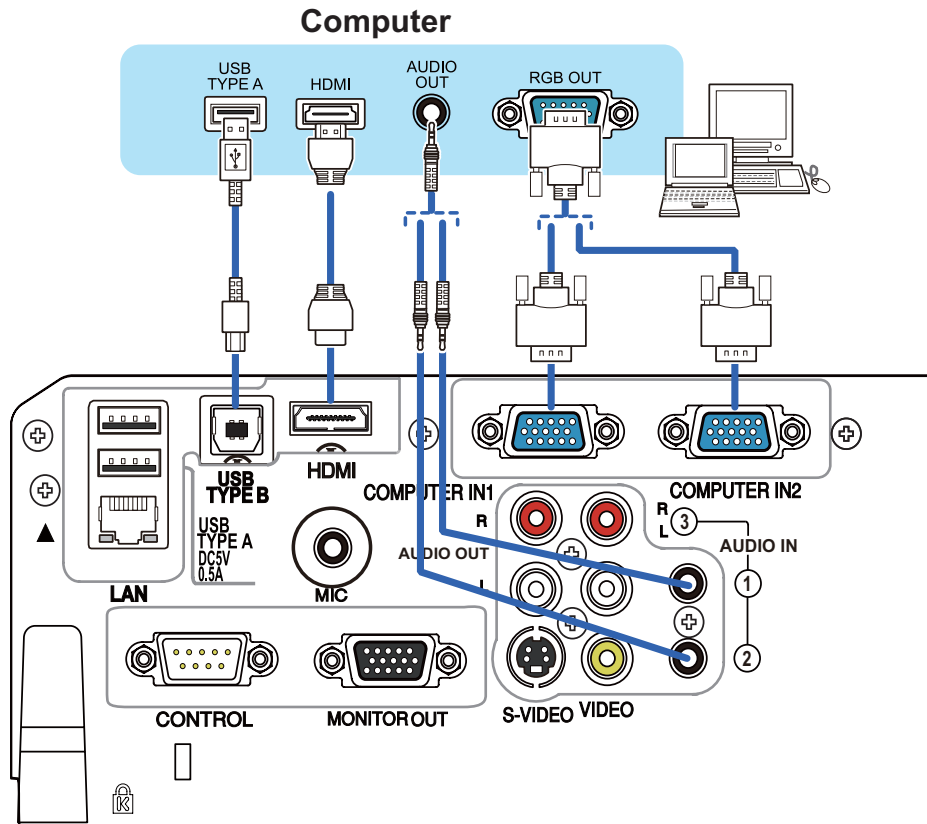 Computer
USB
TYPE A
HDMI
AUDIO
OUT
RGB OUT
USB
TYPE B
HDMI
COMPUTER IN1
COMPUTER IN2
R
R
L
3
AUDIO IN
AUDIO OUT
L
1
2
USB
TYPE A
DC5V
0.5A
LAN
MIC
CONTROL
MONITOR OUT
S-VIDEO
VIDEO
K